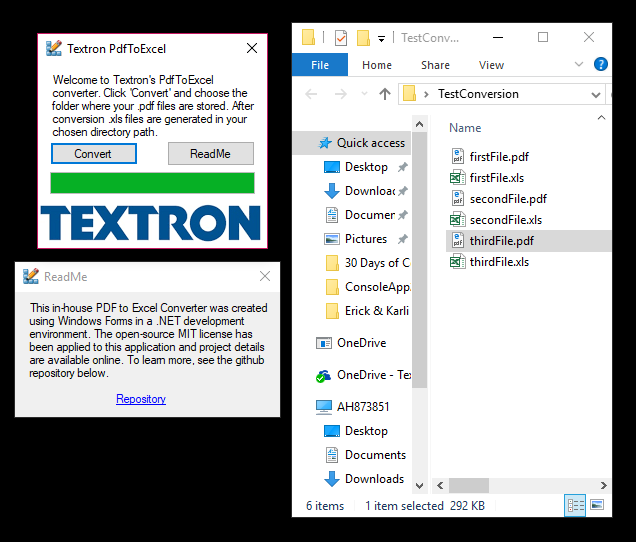 Textron PdfToExcel
Welcome to Textron's PdfToExcel
converter. Click 'Convert' and choose the
folder where your .pdf files are stored. After
conversion .xls files are generated in your
chosen directory path.
Convert
ReadMe
TEXTRON
ReadMe
This in-house PDF to Excel Converter was created
using Windows Forms in a .NET development
environment. The open-source MIT license has
been applied to this application and project details
are available online. To learn more, see the github
repository below.
Repository
TestConv...
File
Home
Share
View
TestConversion
Quick access
Desktop
Downloac
Documen
Pictures
30 Days of C
ConsoleApp
Erick & Karli
OneDrive
OneDrive - Te
AH873851
Desktop
Documents
Downloads
Name
firstFile.pdf
firstFile.xls
secondFile.pdf
secondFile.xls
thirdFile.pdf
thirdFile.xls
6 items
1 item selected 292 KB